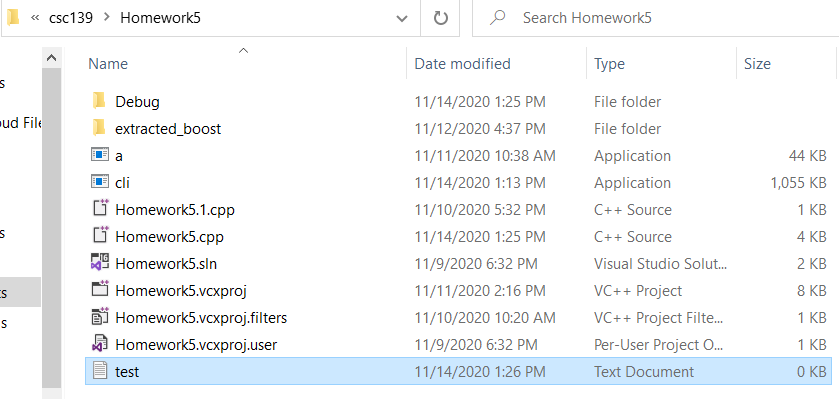 « csc139 > Homework5 Search Homework5
Name Date modified Type Size
Debug 11/14/2020 1:25 PM File folder
extracted_boost 11/12/2020 4:37 PM File folder
a 11/11/2020 10:38 AM Application 44 KB
cli 11/14/2020 1:13 PM Application 1,055 KB
Homework5.1.cpp 11/10/2020 5:32 PM C++ Source 1 KB
oud File
Homework5.cpp 11/14/2020 1:25 PM C++ Source 4 KB
Homework5.sln 11/9/2020 6:32 PM Visual Studio Solut... 2 KB
Homework5.vcxproj 11/11/2020 2:16 PM VC++ Project 8 KB
Homework5.vcxproj.filters 11/10/2020 10:20 AM VC++ Project Filte... 1 KB
Homework5.vcxproj.user 11/9/2020 6:32 PM Per-User Project O... 1 KB
test 11/14/2020 1:26 PM Text Document 0 KB